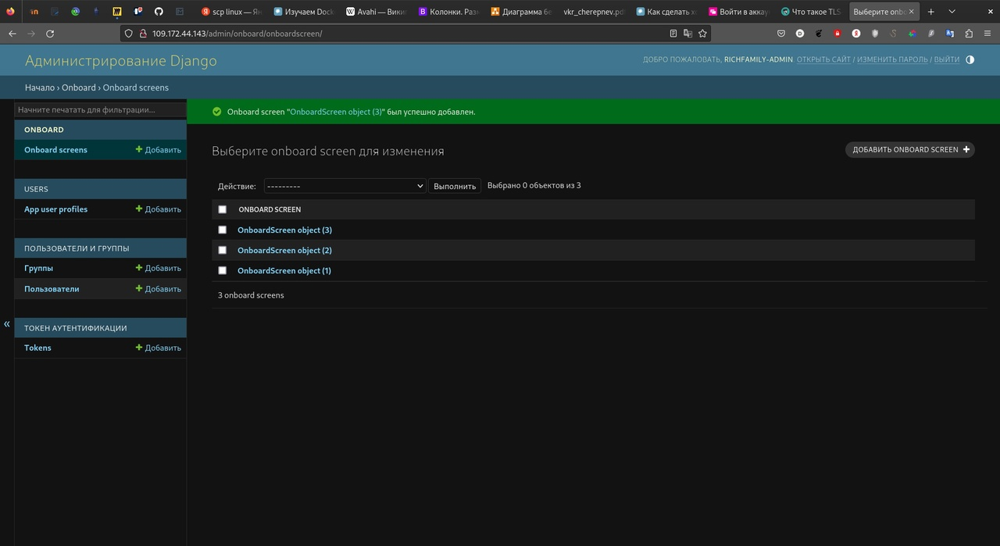 scp linux — Ян
Изучаем Dock
Avahi — Вики
Колонки. Раз
Диаграмма бе
vkr_cherepnev.pd
Как сделать хо
Войти в аккау
Что такое TLS
Выберите onbo
109.172.44.143/admin/onboard/onboardscreen/
Администрирование Django
ДОБРО ПОЖАЛОВАТЬ, RICHFAMILY-ADMIN. ОТКРЫТЬ САЙТ / ИЗМЕНИТЬ ПАРОЛЬ / ВЫЙТИ
Начало › Onboard › Onboard screens
Начните печатать для фильтрации...
Onboard screen "OnboardScreen object (3)" был успешно добавлен.
ONBOARD
Onboard screens Добавить
USERS
App user profiles Добавить
ПОЛЬЗОВАТЕЛИ И ГРУППЫ
Группы Добавить
Пользователи Добавить
ТОКЕН АУТЕНТИФИКАЦИИ
Tokens Добавить
«
Выберите onboard screen для изменения
ДОБАВИТЬ ONBOARD SCREEN
Действие: --------- Выполнить Выбрано 0 объектов из 3
ONBOARD SCREEN
OnboardScreen object (3)
OnboardScreen object (2)
OnboardScreen object (1)
3 onboard screens